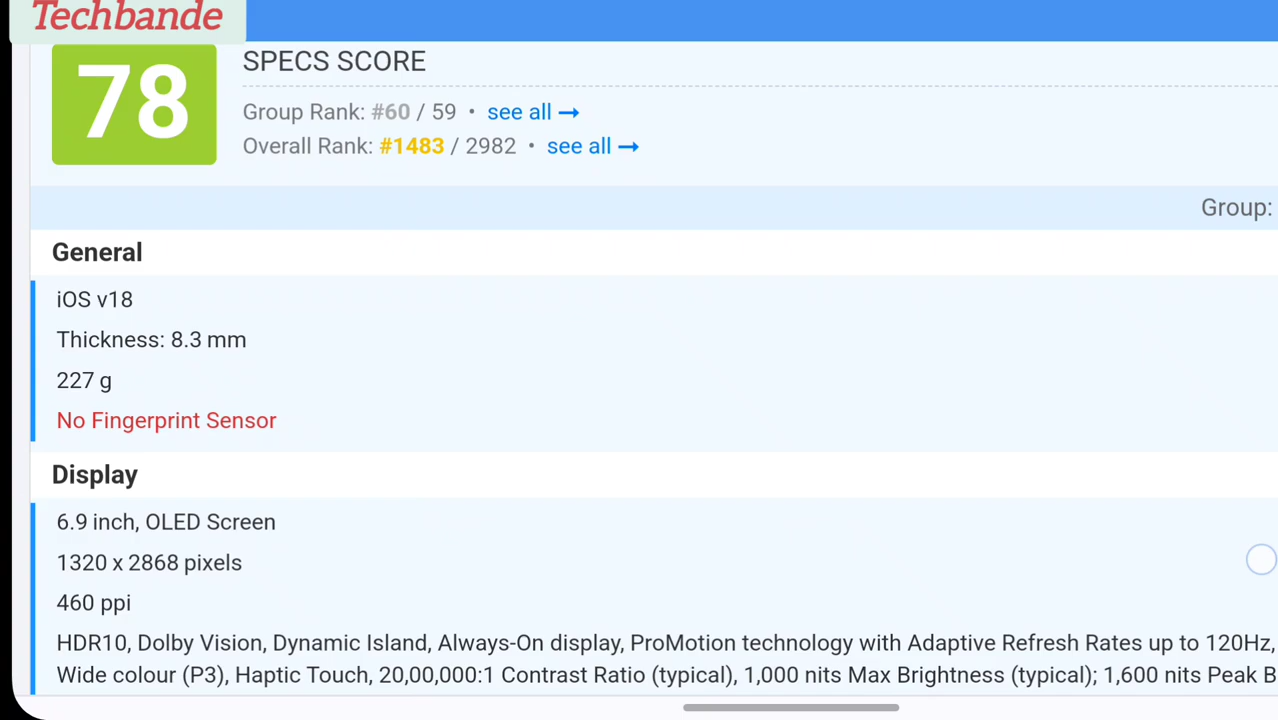 Techbande
78
SPECS SCORE
Group Rank: #60 / 59 • see all →
Overall Rank: #1483 / 2982 • see all →
Group:
General
iOS v18
Thickness: 8.3 mm
227 g
No Fingerprint Sensor
Display
6.9 inch, OLED Screen
1320 x 2868 pixels
460 ppi
HDR10, Dolby Vision, Dynamic Island, Always-On display, ProMotion technology with Adaptive Refresh Rates up to 120Hz,
Wide colour (P3), Haptic Touch, 20,00,000:1 Contrast Ratio (typical), 1,000 nits Max Brightness (typical); 1,600 nits Peak B